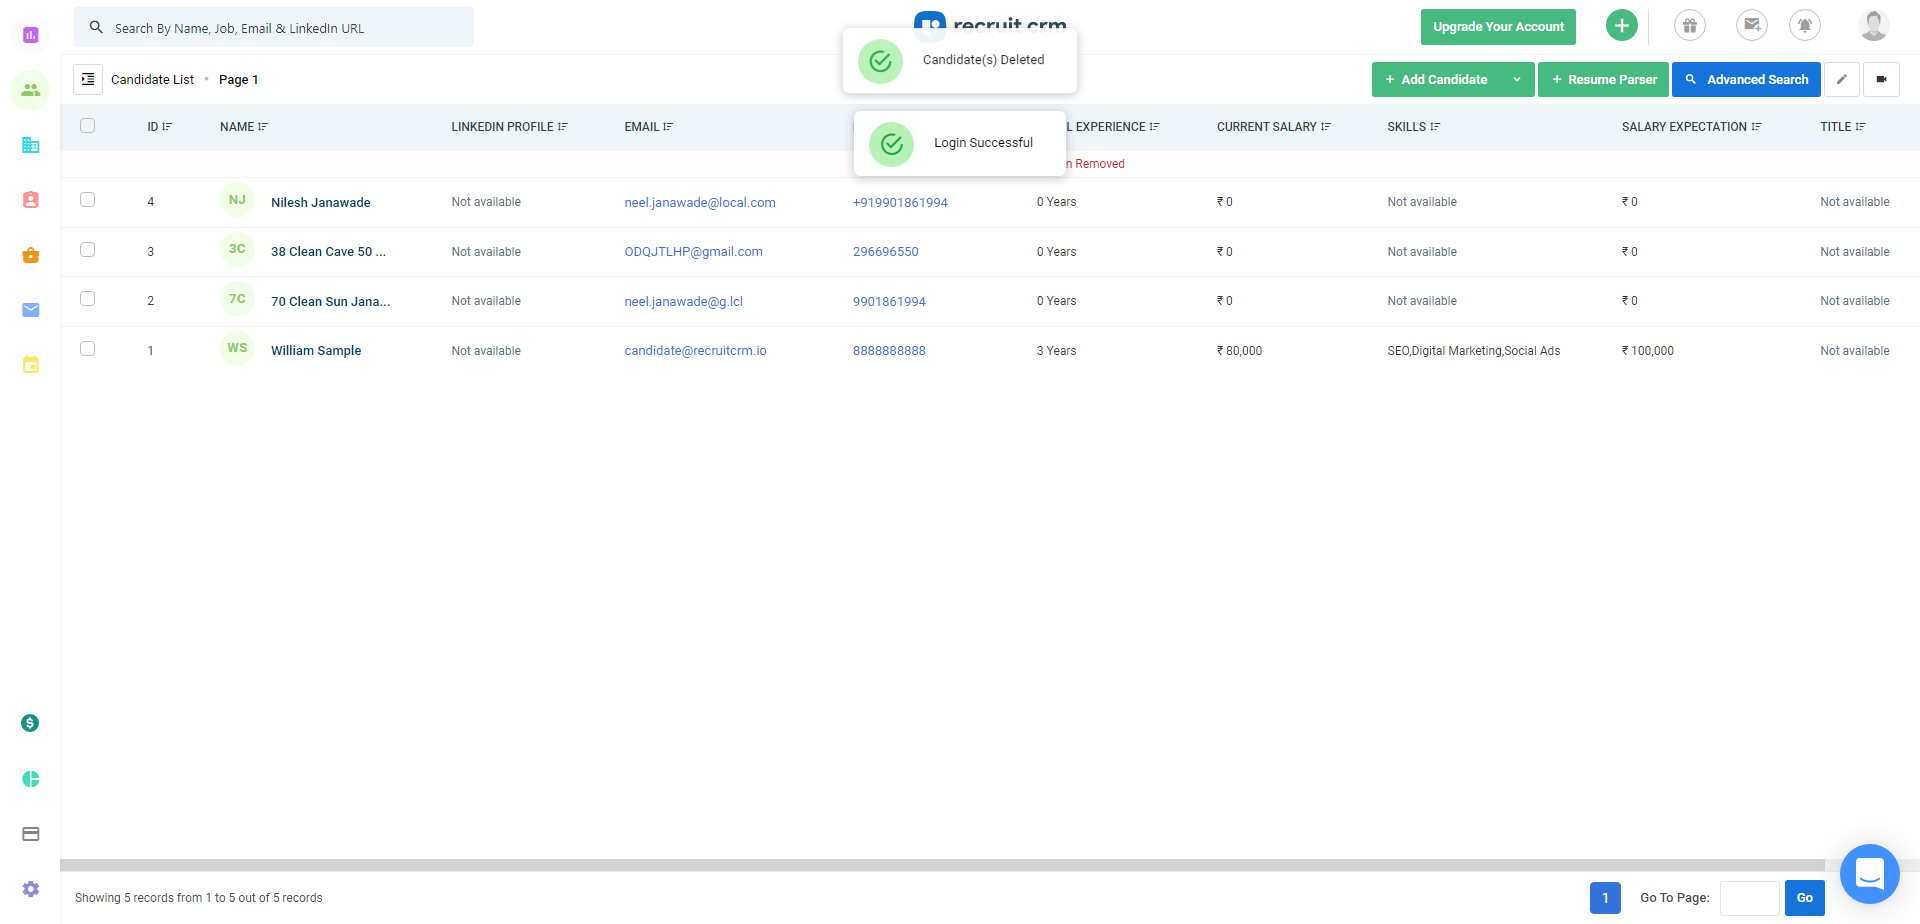 Search By Name, Job, Email & LinkedIn URL
recruit crm
Upgrade Your Account
Candidate(s) Deleted
Candidate List • Page 1
+ Add Candidate
+ Resume Parser
Advanced Search
Login Successful
ID
NAME
LINKEDIN PROFILE
EMAIL
L EXPERIENCE
CURRENT SALARY
SKILLS
SALARY EXPECTATION
TITLE
n Removed
4 NJ Nilesh Janawade Not available neel.janawade@local.com +919901861994 0 Years ₹ 0 Not available ₹ 0 Not available
3 3C 38 Clean Cave 50 ... Not available ODQJTLHP@gmail.com 296696550 0 Years ₹ 0 Not available ₹ 0 Not available
2 7C 70 Clean Sun Jana... Not available neel.janawade@g.lcl 9901861994 0 Years ₹ 0 Not available ₹ 0 Not available
1 WS William Sample Not available candidate@recruitcrm.io 8888888888 3 Years ₹ 80,000 SEO,Digital Marketing,Social Ads ₹ 100,000 Not available
Showing 5 records from 1 to 5 out of 5 records
1
Go To Page:
Go